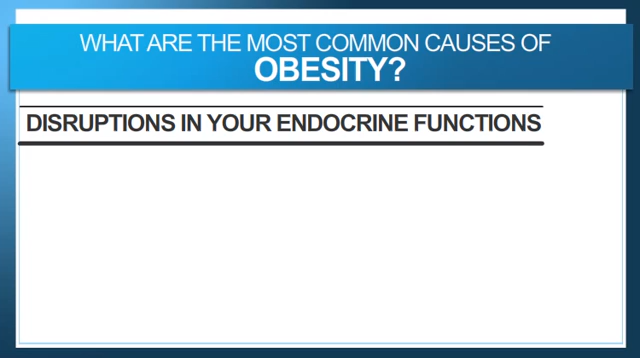 WHAT ARE THE MOST COMMON CAUSES OF
OBESITY?
DISRUPTIONS IN YOUR ENDOCRINE FUNCTIONS